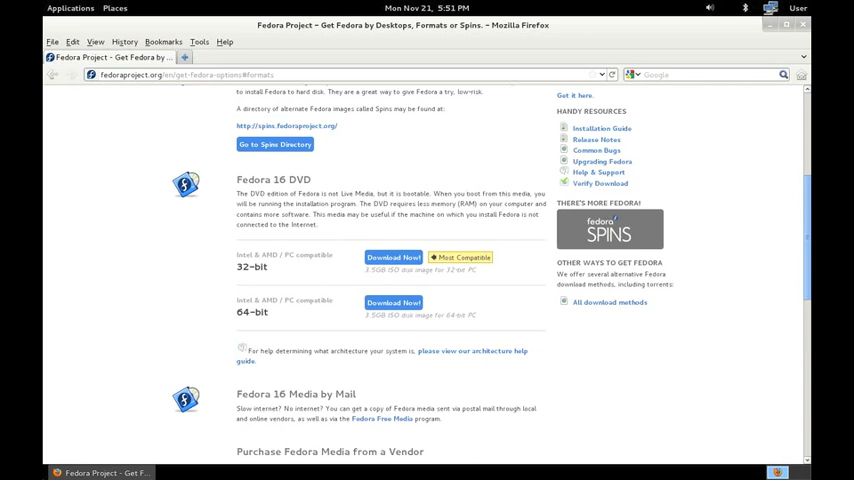 Applications Places Mon Nov 21, 5:51 PM User
Fedora Project - Get Fedora by Desktops, Formats or Spins. - Mozilla Firefox
File Edit View History Bookmarks Tools Help
Fedora Project - Get Fedora by ...
fedoraproject.org/en/get-fedora-options#formats
Google
to install Fedora to hard disk. They are a great way to give Fedora a try, low-risk.
A directory of alternate Fedora images called Spins may be found at:
http://spins.fedoraproject.org/
Go to Spins Directory
Fedora 16 DVD
The DVD edition of Fedora is not Live Media, but it is bootable. When you boot from this media, you
will be running the installation program. The DVD requires less memory (RAM) on your computer and
contains more software. This media may be useful if the machine on which you install Fedora is not
connected to the Internet.
Intel & AMD / PC compatible
32-bit
Download Now!
Most Compatible
3.5GB ISO disk image for 32-bit PC
Intel & AMD / PC compatible
64-bit
Download Now!
3.5GB ISO disk image for 64-bit PC
For help determining what architecture your system is, please view our architecture help
guide.
Fedora 16 Media by Mail
Slow internet? No internet? You can get a copy of Fedora media sent via postal mail through local
and online vendors, as well as via the Fedora Free Media program.
Purchase Fedora Media from a Vendor
Get it here.
HANDY RESOURCES
Installation Guide
Release Notes
Common Bugs
Upgrading Fedora
Help & Support
Verify Download
THERE'S MORE FEDORA!
fedora
SPINS
OTHER WAYS TO GET FEDORA
We offer several alternative Fedora
download methods, including torrents:
All download methods
Fedora Project - Get F...